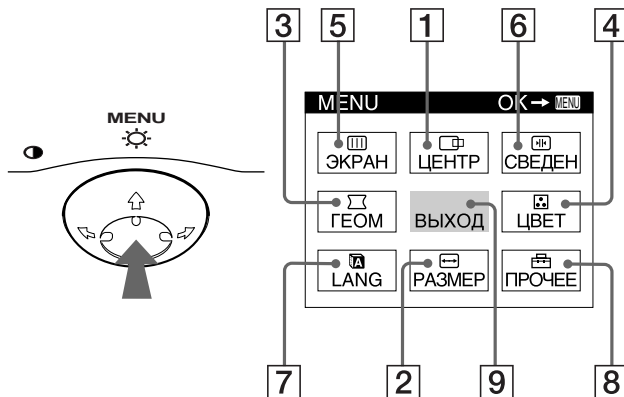 3 5 1 6 4
MENU
MENU OK → MENU
ЭКРАН ЦЕНТР СВЕДЕН
ГЕОМ ВЫХОД ЦВЕТ
A
LANG РАЗМЕР ПРОЧЕЕ
7 2 9 8